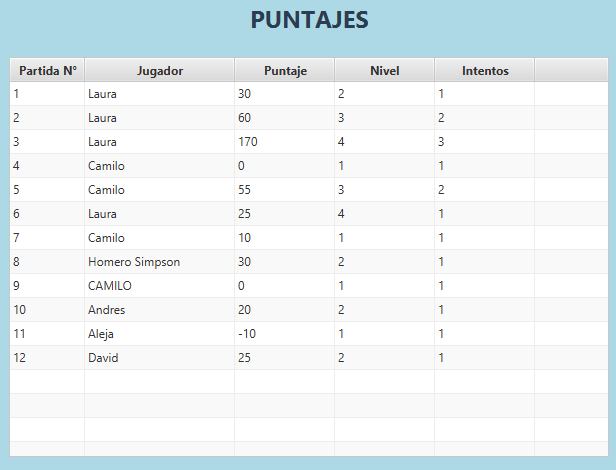 PUNTAJES
Partida N° Jugador Puntaje Nivel Intentos
1 Laura 30 2 1
2 Laura 60 3 2
3 Laura 170 4 3
4 Camilo 0 1 1
5 Camilo 55 3 2
6 Laura 25 4 1
7 Camilo 10 1 1
8 Homero Simpson 30 2 1
9 CAMILO 0 1 1
10 Andres 20 2 1
11 Aleja -10 1 1
12 David 25 2 1